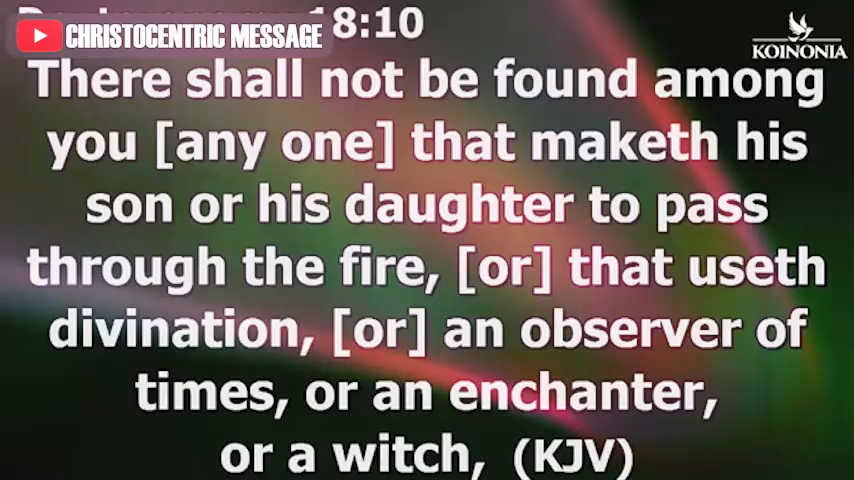 18:10
CHRISTOCENTRIC MESSAGE
KOINONIA
There shall not be found among
you [any one] that maketh his
son or his daughter to pass
through the fire, [or] that useth
divination, [or] an observer of
times, or an enchanter,
or a witch, (KJV)